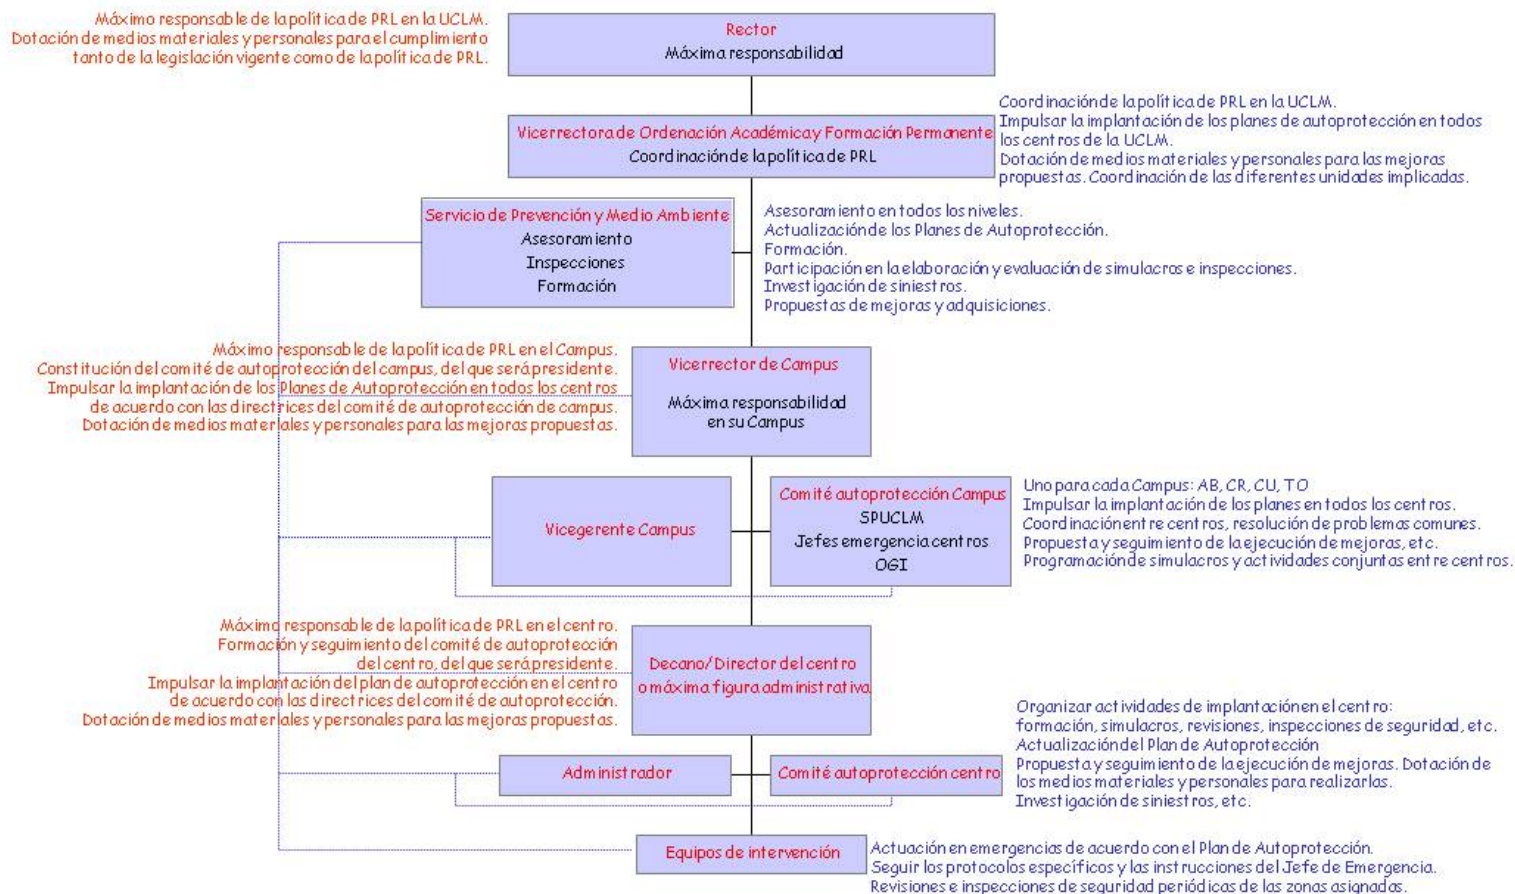 Máximo responsable de la política de PRL en la UCLM.
Dotación de medios materiales y personales para el cumplimiento
tanto de la legislación vigente como de la política de PRL.
Rector
Máxima responsabilidad
Vicerrectora de Ordenación Académica y Formación Permanente
Coordinación de la política de PRL
Coordinación de la política de PRL en la UCLM.
Impulsar la implantación de los planes de autoprotección en todos
los centros de la UCLM.
Dotación de medios materiales y personales para las mejoras
propuestas. Coordinación de las diferentes unidades implicadas.
Servicio de Prevención y Medio Ambiente
Asesoramiento
Inspecciones
Formación
Asesoramiento en todos los niveles.
Actualización de los Planes de Autoprotección.
Formación.
Participación en la elaboración y evaluación de simulacros e inspecciones.
Investigación de siniestros.
Propuestas de mejoras y adquisiciones.
Máximo responsable de la política de PRL en el Campus.
Constitución del comité de autoprotección del campus, del que será presidente.
Impulsar la implantación de los Planes de Autoprotección en todos los centros
de acuerdo con las directrices del comité de autoprotección de campus.
Dotación de medios materiales y personales para las mejoras propuestas.
Vicerrector de Campus
Máxima responsabilidad
en su Campus
Vicegerente Campus
Comité autoprotección Campus
SPUCLM
Jefes emergencia centros
OGI
Uno para cada Campus: AB, CR, CU, TO
Impulsar la implantación de los planes en todos los centros.
Coordinación entre centros, resolución de problemas comunes.
Propuesta y seguimiento de la ejecución de mejoras, etc.
Programación de simulacros y actividades conjuntas entre centros.
Máximo responsable de la política de PRL en el centro.
Formación y seguimiento del comité de autoprotección
del centro, del que será presidente.
Impulsar la implantación del plan de autoprotección en el centro
de acuerdo con las directrices del comité de autoprotección.
Dotación de medios materiales y personales para las mejoras propuestas.
Decano/Director del centro
o máxima figura administrativa
Administrador
Comité autoprotección centro
Organizar actividades de implantación en el centro:
formación, simulacros, revisiones, inspecciones de seguridad, etc.
Actualización del Plan de Autoprotección
Propuesta y seguimiento de la ejecución de mejoras. Dotación de
los medios materiales y personales para realizarlas.
Investigación de siniestros, etc.
Equipos de intervención
Actuación en emergencias de acuerdo con el Plan de Autoprotección.
Seguir los protocolos específicos y las instrucciones del Jefe de Emergencia.
Revisiones e inspecciones de seguridad periódicas de las zonas asignadas.